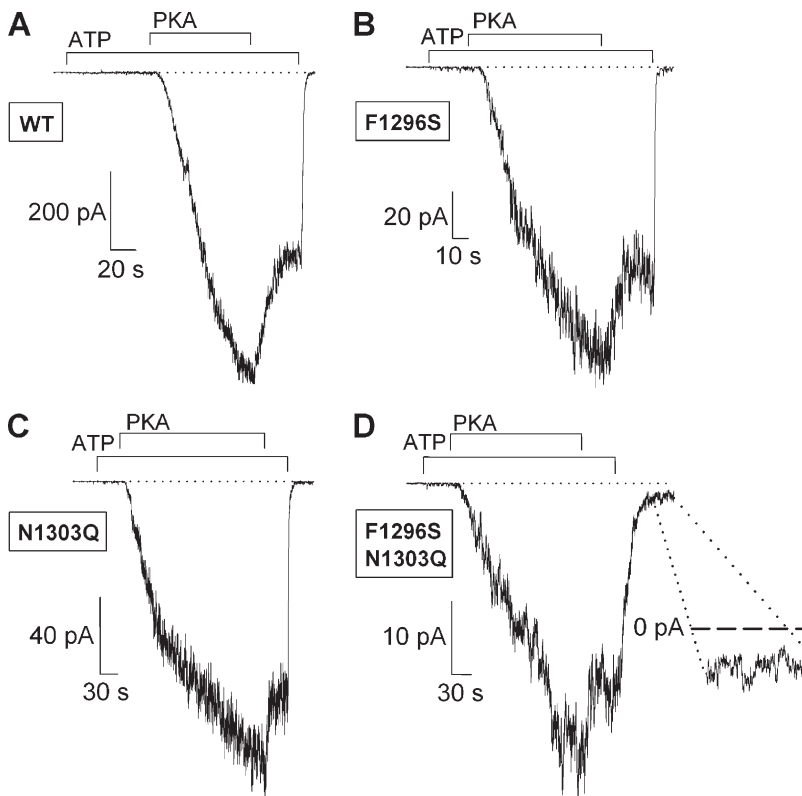 A
PKA
ATP
WT
200 pA
20 s
B
PKA
ATP
F1296S
20 pA
10 s
C
PKA
ATP
N1303Q
40 pA
30 s
D
PKA
ATP
F1296S
N1303Q
0 pA
10 pA
30 s